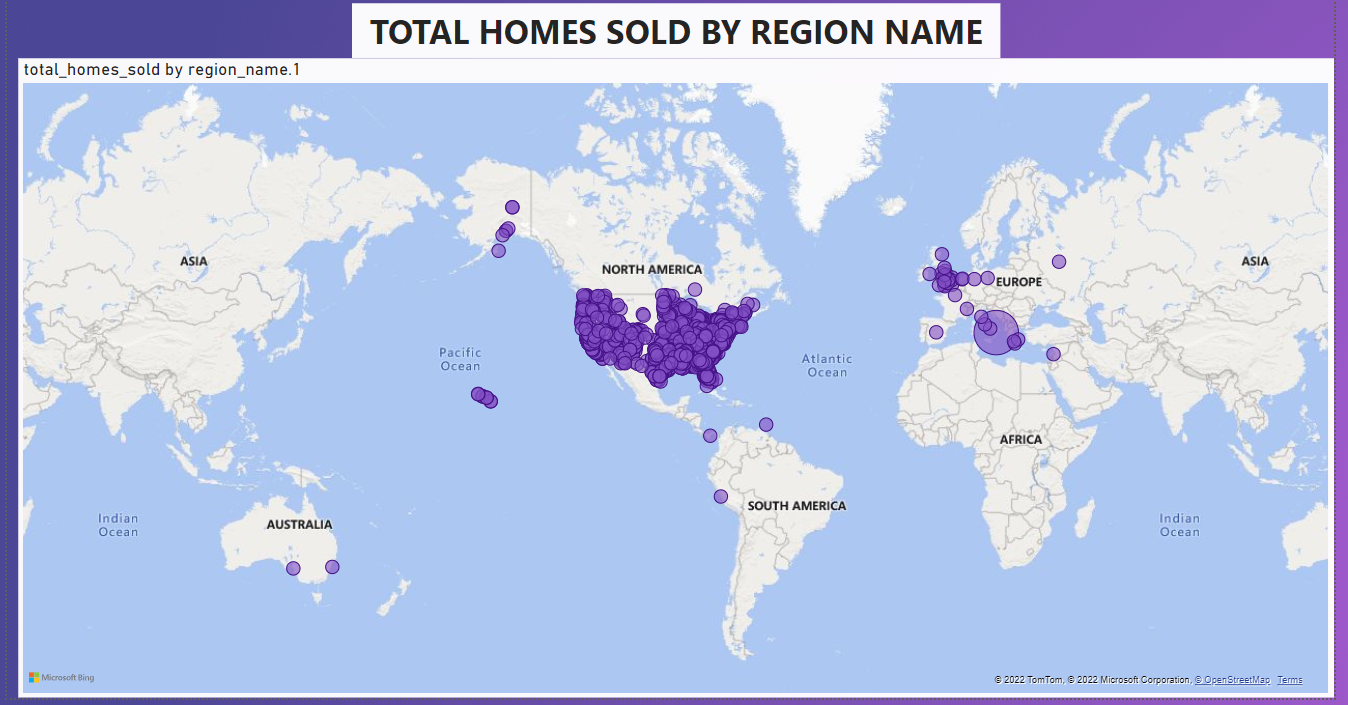 TOTAL HOMES SOLD BY REGION NAME
total_homes_sold by region_name.1
ASIA
NORTH AMERICA
EUROPE
ASIA
Pacific
Ocean
Atlantic
Ocean
AFRICA
SOUTH AMERICA
Indian
Ocean
AUSTRALIA
Indian
Ocean
Microsoft Bing
© 2022 TomTom, © 2022 Microsoft Corporation, © OpenStreetMap Terms